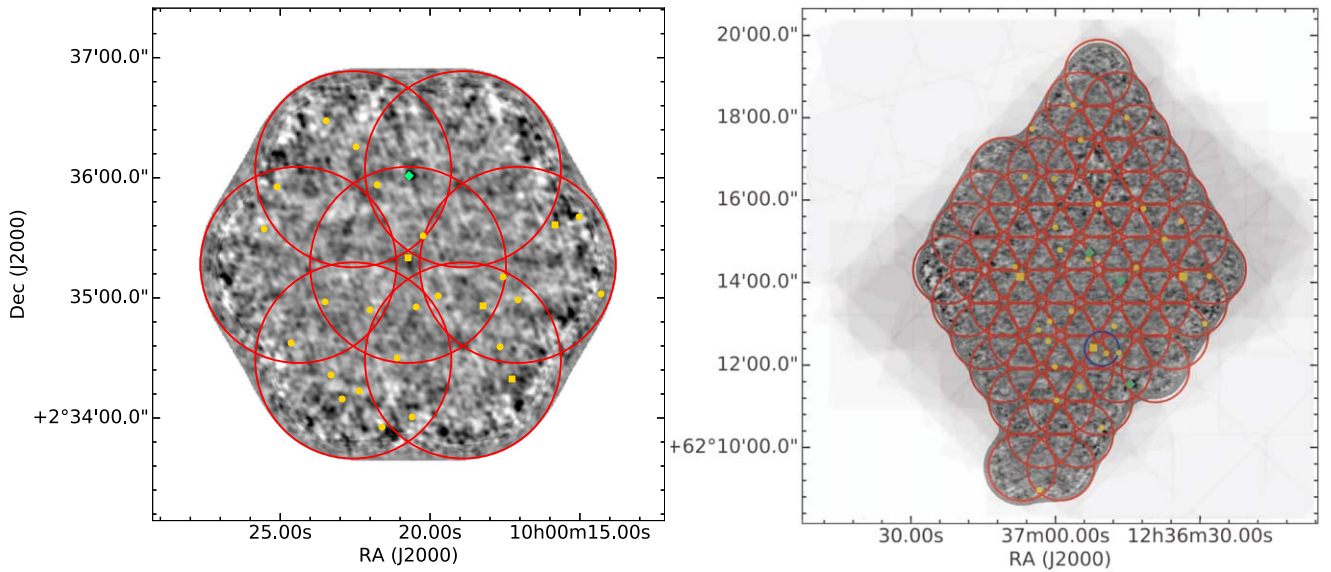 37'00.0"
36'00.0"
35'00.0"
+2°34'00.0"
Dec (J2000)
25.00s
20.00s
10h00m15.00s
RA (J2000)
20'00.0"
18'00.0"
16'00.0"
14'00.0"
12'00.0"
+62°10'00.0"
30.00s
37m00.00s
12h36m30.00s
RA (J2000)